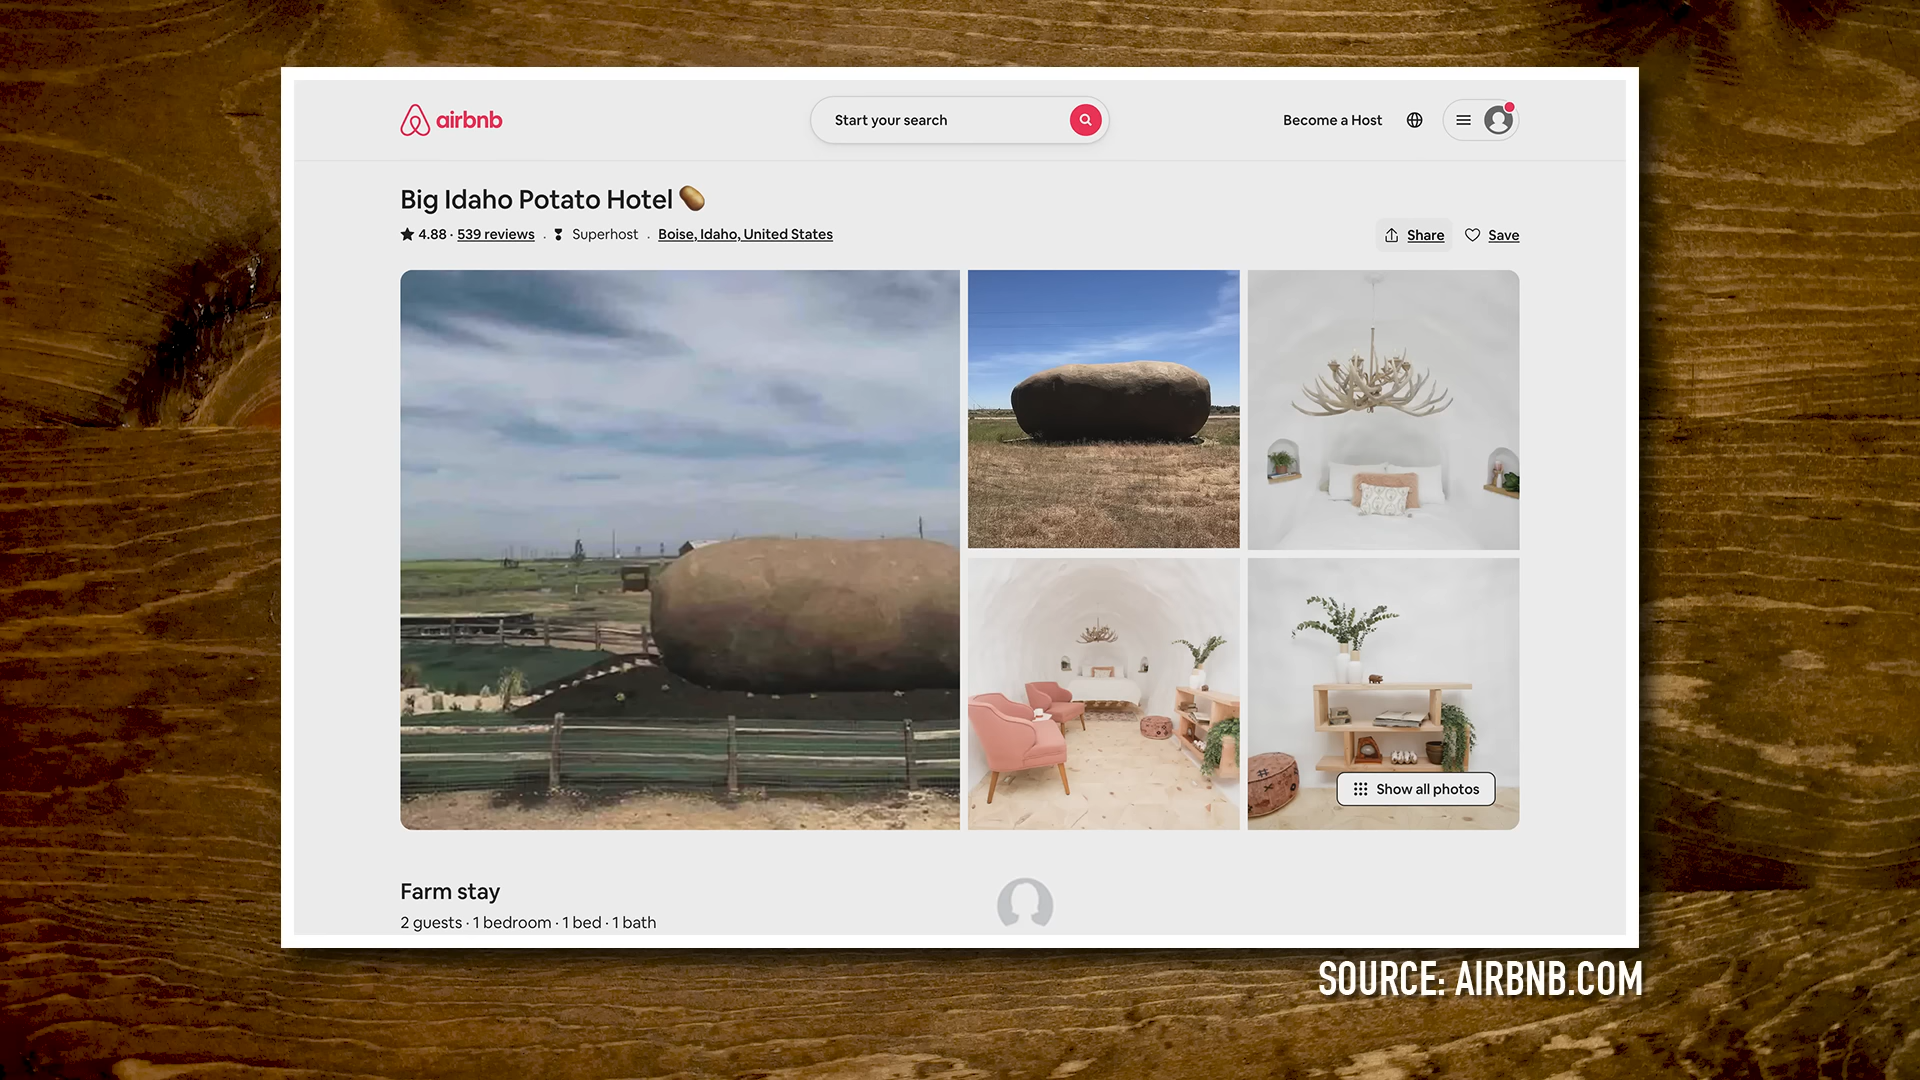 airbnb
Start your search
Become a Host
Big Idaho Potato Hotel
4.88 · 539 reviews . Superhost . Boise, Idaho, United States
Share
Save
Show all photos
Farm stay
2 guests · 1 bedroom · 1 bed · 1 bath
SOURCE: AIRBNB.COM